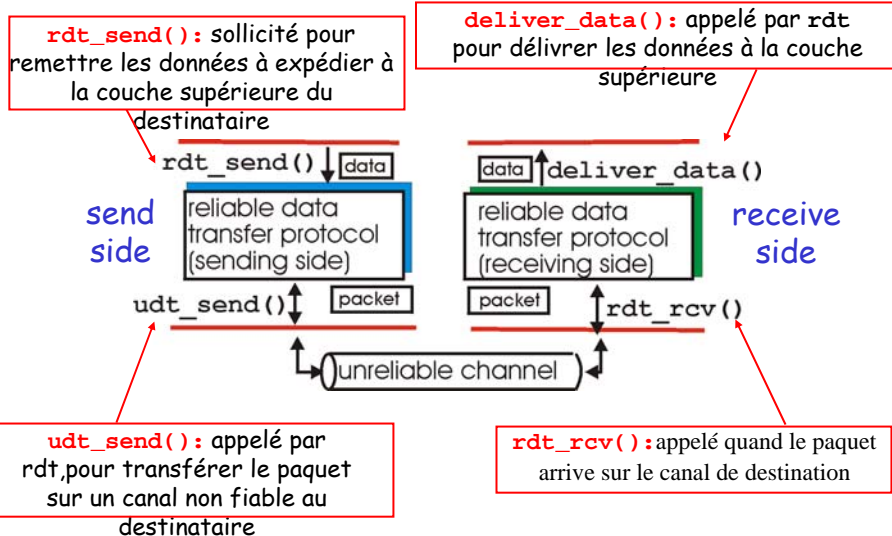 rdt_send(): sollicité pour
remettre les données à expédier à
la couche supérieure du
destinataire
deliver_data(): appelé par rdt
pour délivrer les données à la couche
supérieure
rdt_send()
data
data
deliver_data()
send
side
reliable data
transfer protocol
(sending side)
reliable data
transfer protocol
(receiving side)
receive
side
udt_send()
packet
packet
rdt_rcv()
unreliable channel
udt_send(): appelé par
rdt,pour transférer le paquet
sur un canal non fiable au
destinataire
rdt_rcv():appelé quand le paquet
arrive sur le canal de destination